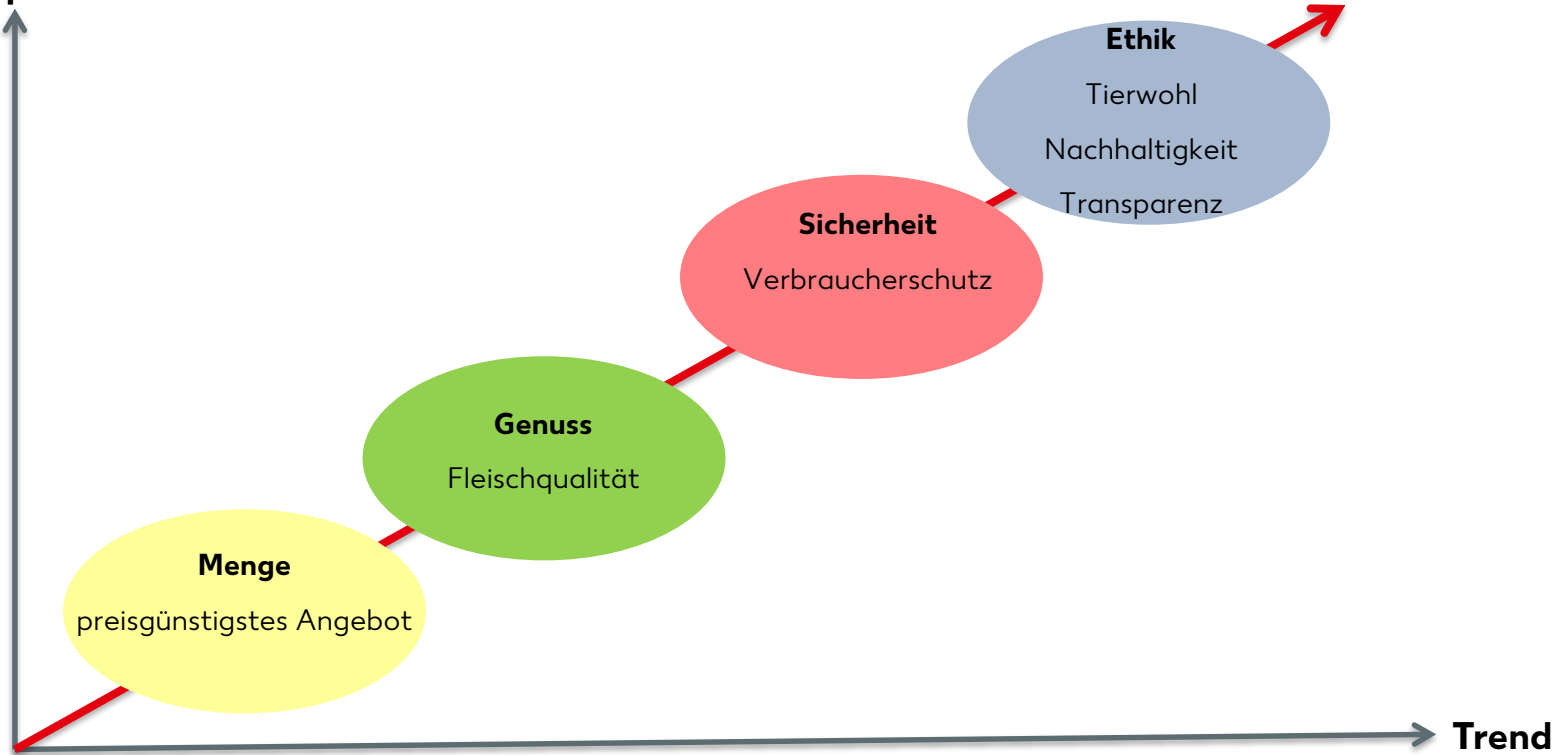 Ethik
Tierwohl
Nachhaltigkeit
Transparenz
Sicherheit
Verbraucherschutz
Genuss
Fleischqualität
Menge
preisgünstigstes Angebot
Trend